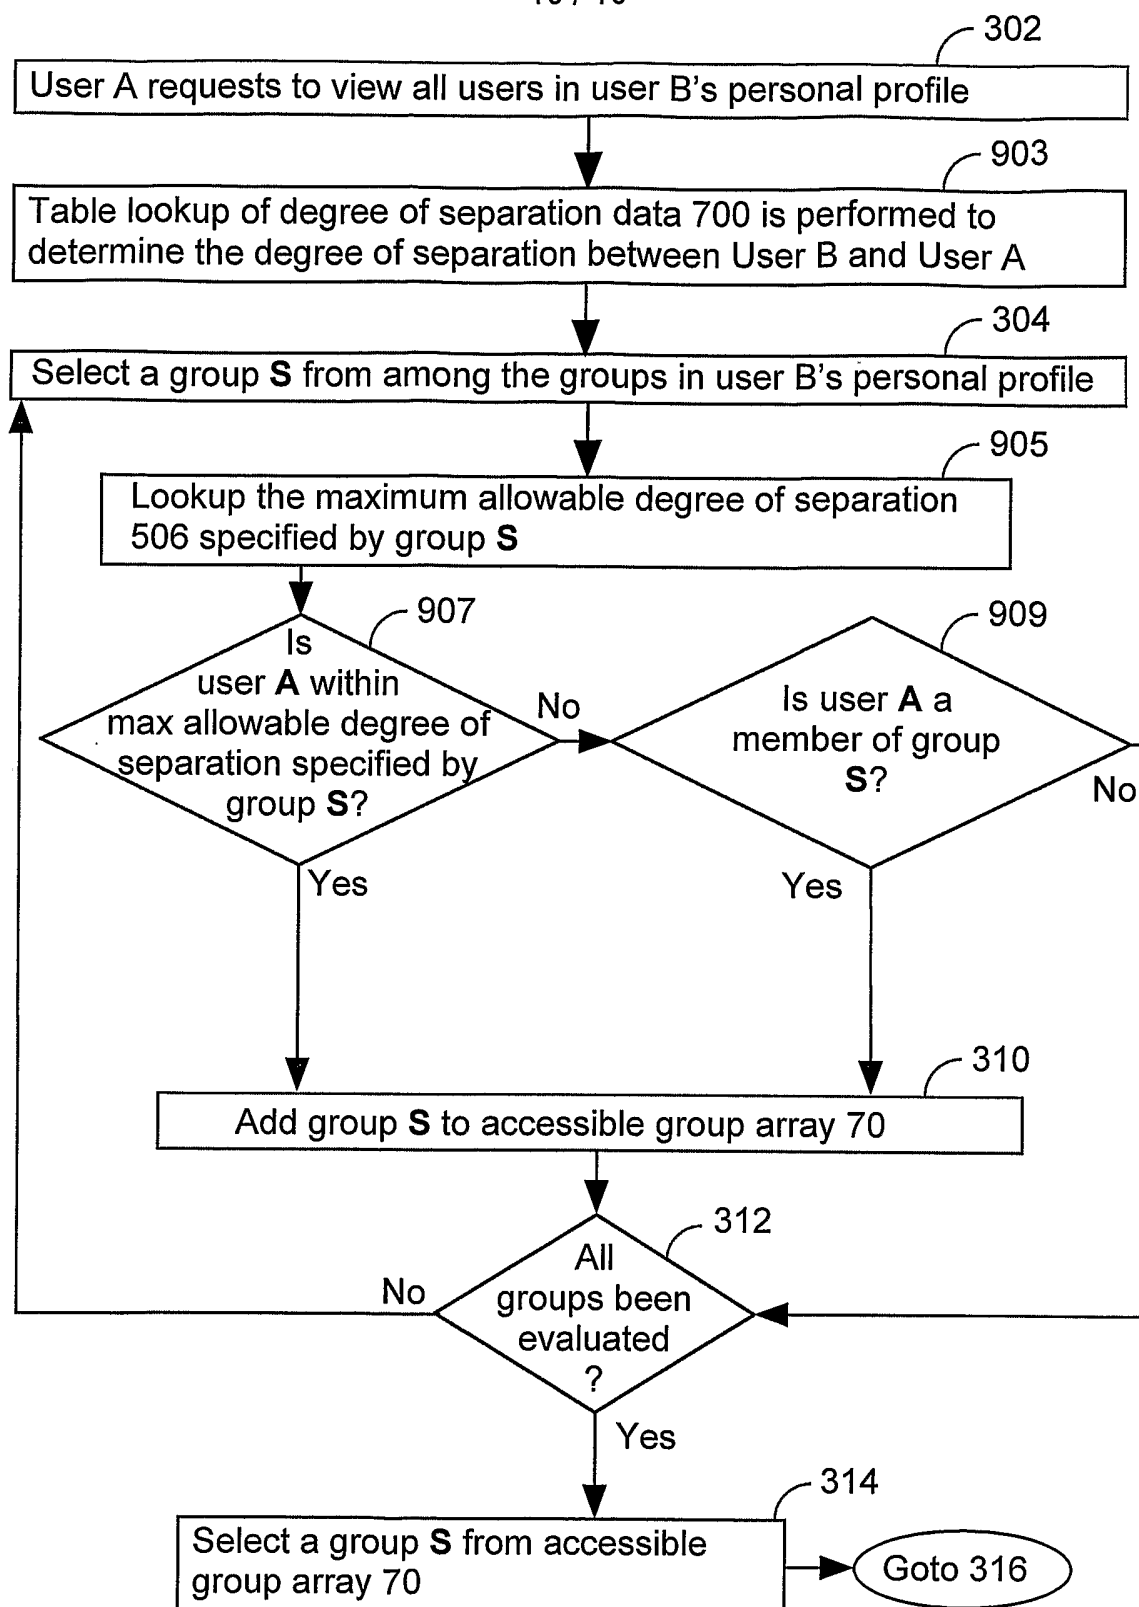 302
User A requests to view all users in user B's personal profile
903
Table lookup of degree of separation data 700 is performed to
determine the degree of separation between User B and User A
304
Select a group S from among the groups in user B's personal profile
905
Lookup the maximum allowable degree of separation
506 specified by group S
907
Is
user A within
max allowable degree of
separation specified by
group S?
No
909
Is user A a
member of group
S?
No
Yes
Yes
310
Add group S to accessible group array 70
312
All
groups been
evaluated
?
No
Yes
314
Select a group S from accessible
group array 70
Goto 316